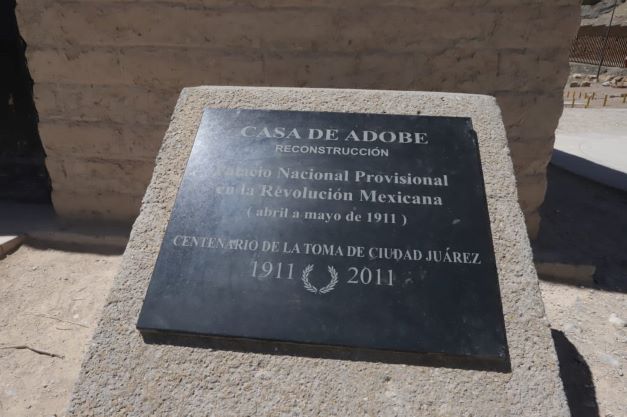 CASA DE ADOBE
RECONSTRUCCIÓN
Palacio Nacional Provisional
en la Revolución Mexicana
( abril a mayo de 1911 )
CENTENARIO DE LA TOMA DE CIUDAD JUÁREZ
1911 2011